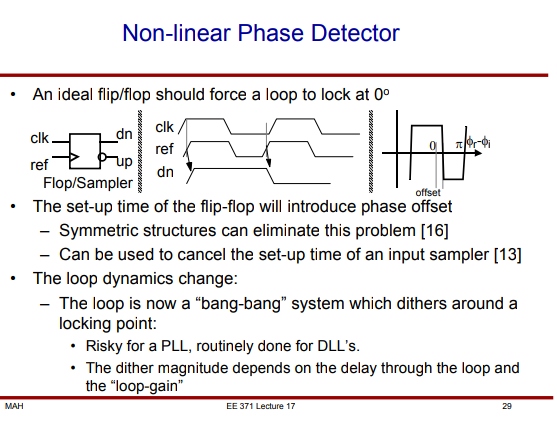 Non-linear Phase Detector
• An ideal flip/flop should force a loop to lock at 0º
clk
dn
ref
up
Flop/Sampler
clk
ref
dn
0
π
ϕr-ϕi
offset
• The set-up time of the flip-flop will introduce phase offset
– Symmetric structures can eliminate this problem [16]
– Can be used to cancel the set-up time of an input sampler [13]
• The loop dynamics change:
– The loop is now a “bang-bang” system which dithers around a
locking point:
• Risky for a PLL, routinely done for DLL’s.
• The dither magnitude depends on the delay through the loop and
the “loop-gain”
MAH
EE 371 Lecture 17
29